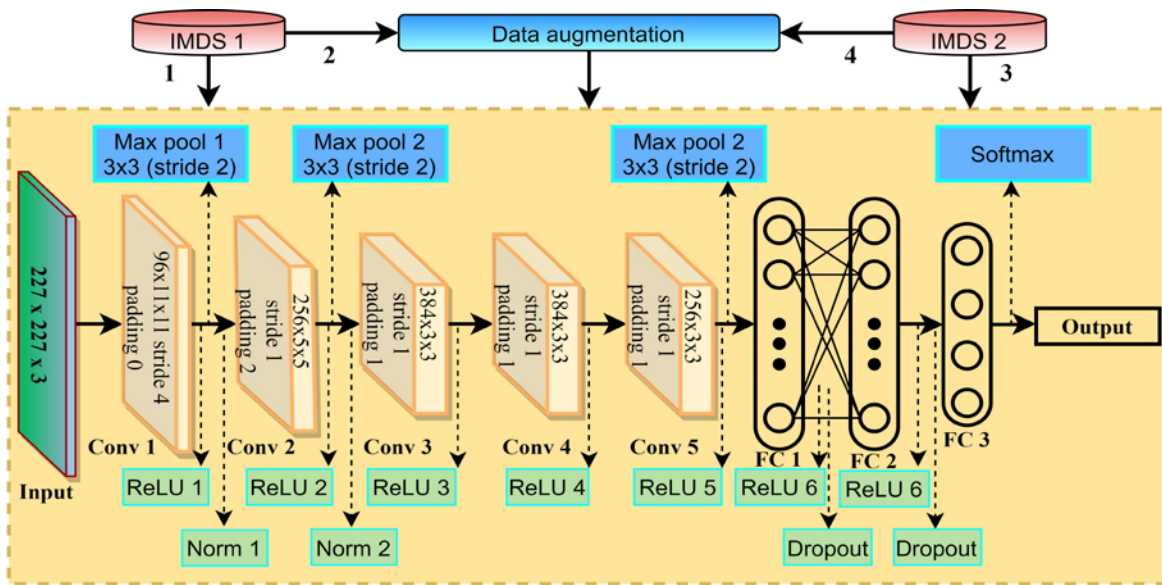 IMDS 1
2
Data augmentation
4
IMDS 2
1
3
Max pool 1
3x3 (stride 2)
Max pool 2
3x3 (stride 2)
Max pool 2
3x3 (stride 2)
Softmax
227 x 227 x 3
96x11x11 stride 4
padding 0
256x5x5
stride 1
padding 2
384x3x3
stride 1
padding 1
384x3x3
stride 1
padding 1
256x3x3
stride 1
padding 1
Output
Input
Conv 1
Conv 2
Conv 3
Conv 4
Conv 5
FC 1
FC 2
FC 3
ReLU 1
ReLU 2
ReLU 3
ReLU 4
ReLU 5
ReLU 6
ReLU 6
Norm 1
Norm 2
Dropout
Dropout